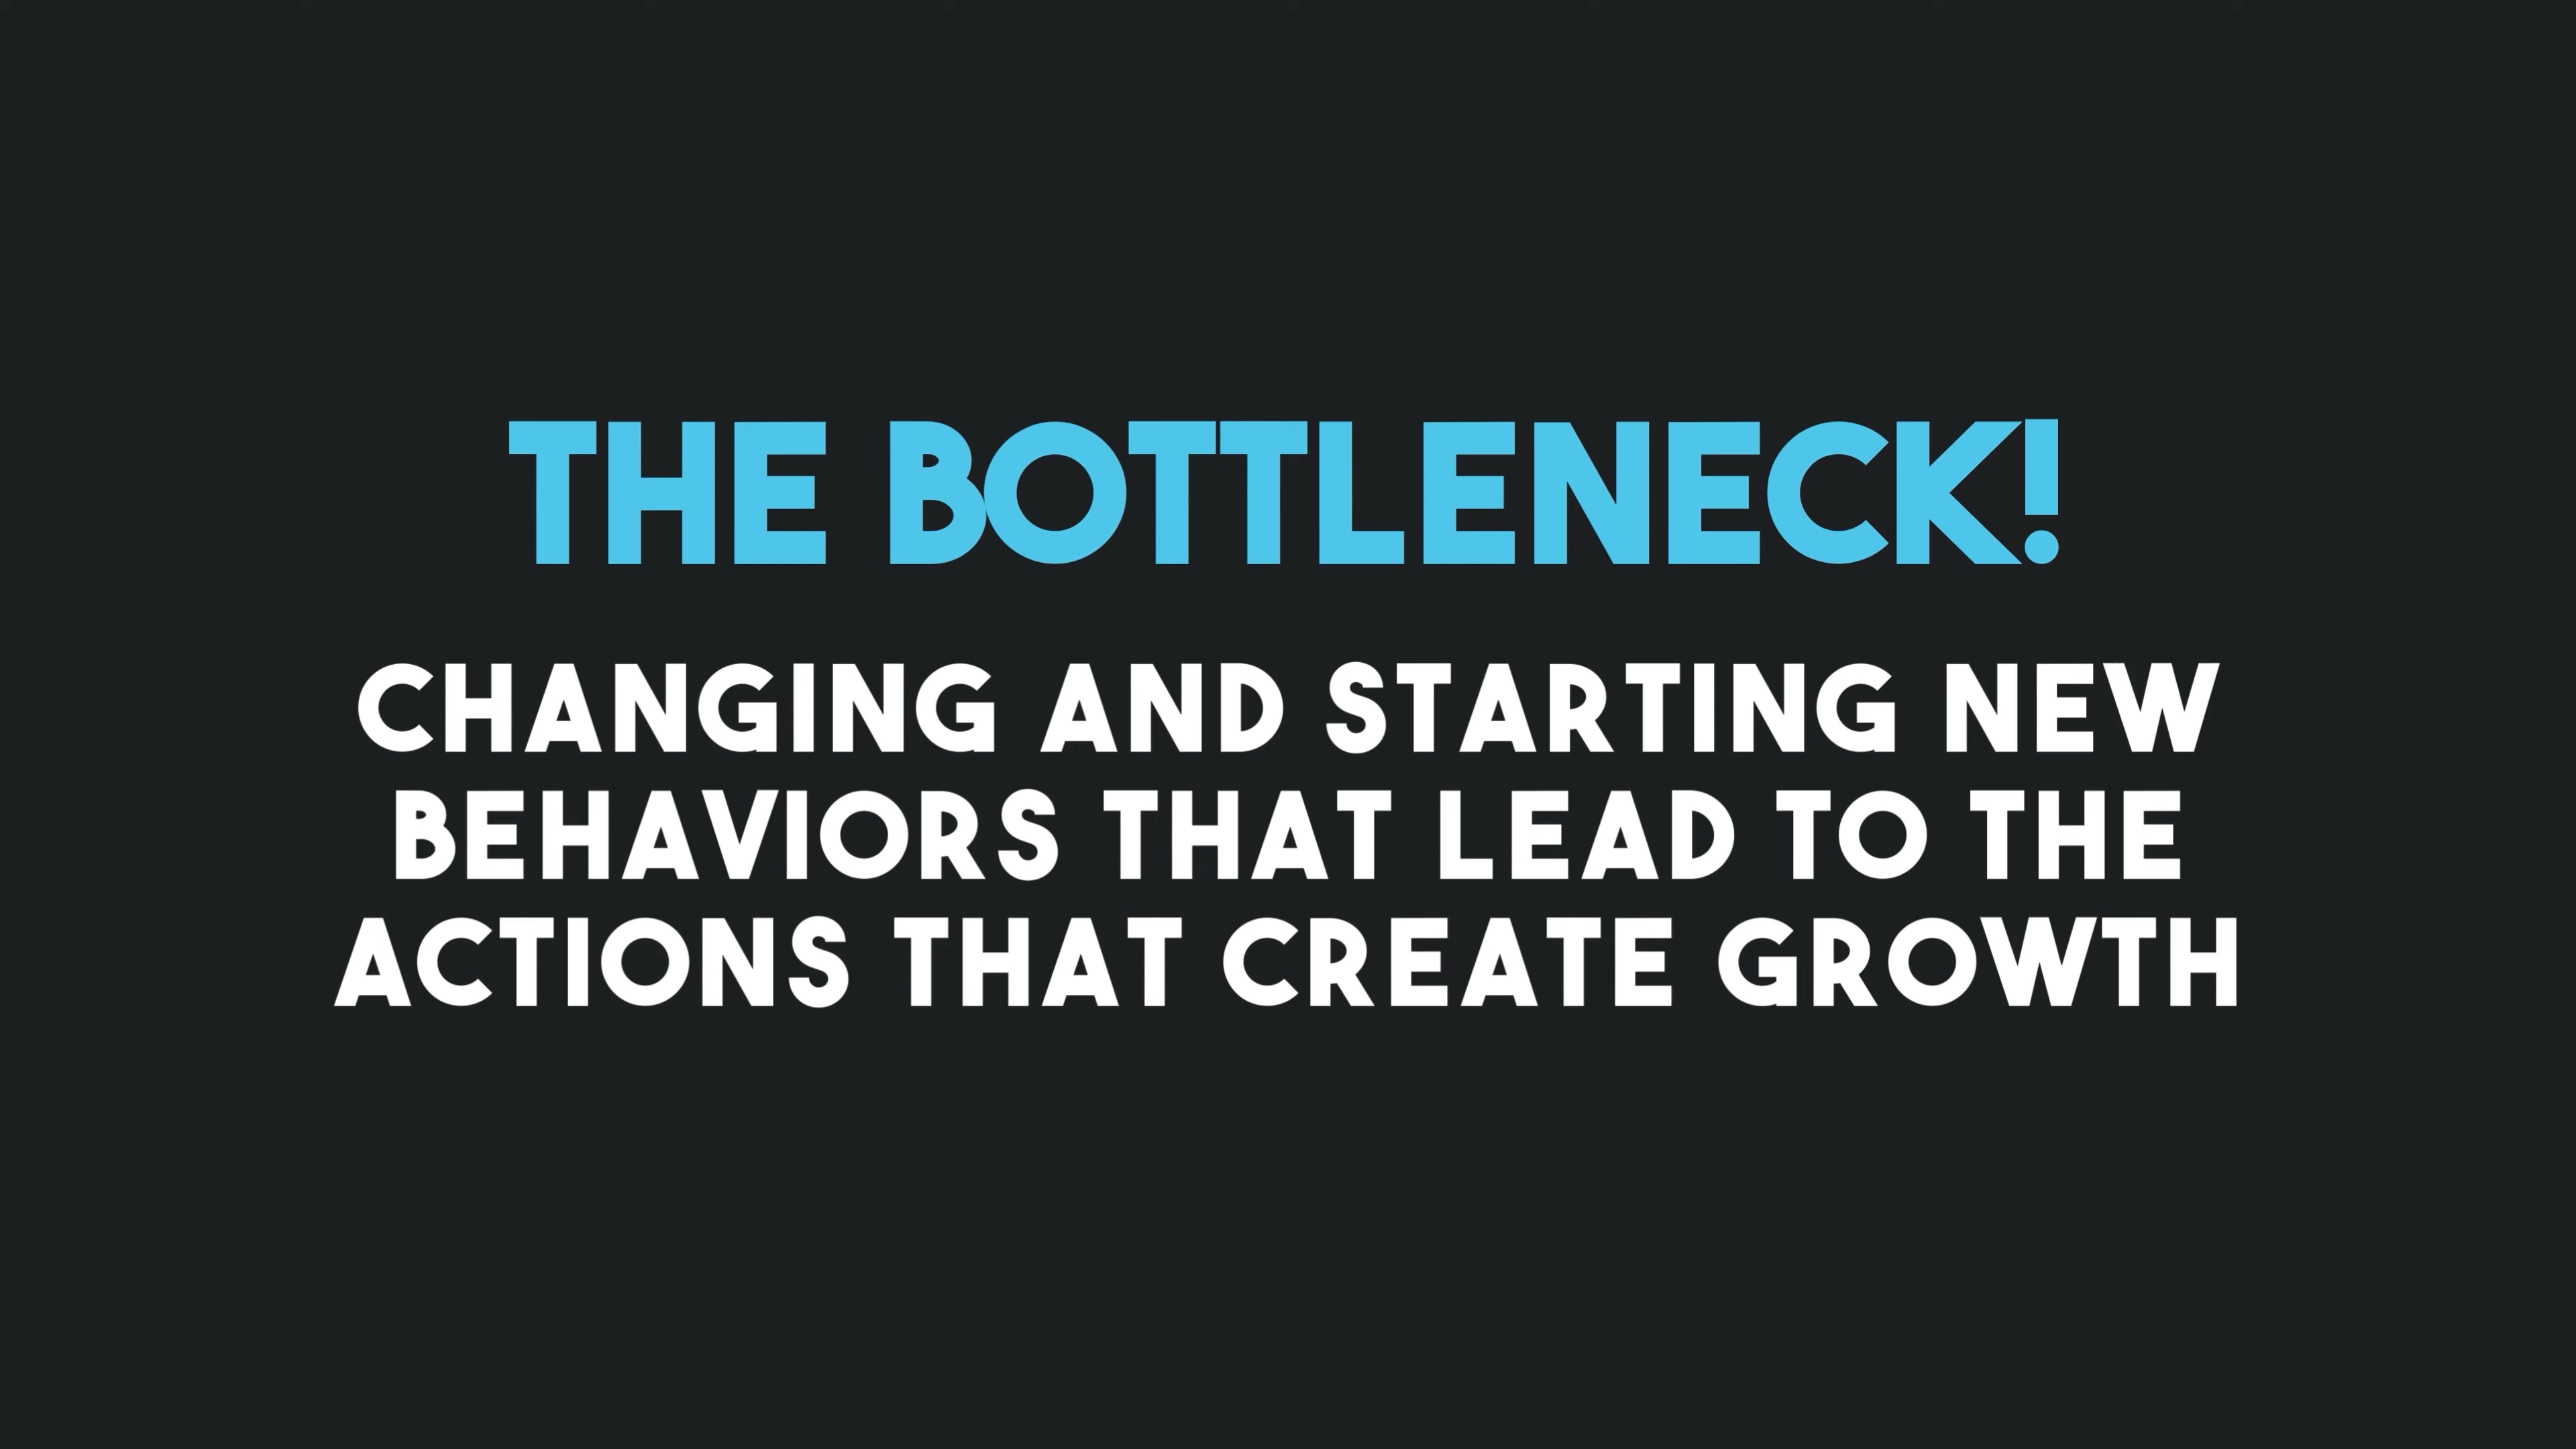 THE BOTTLENECK!
CHANGING AND STARTING NEW
BEHAVIORS THAT LEAD TO THE
ACTIONS THAT CREATE GROWTH